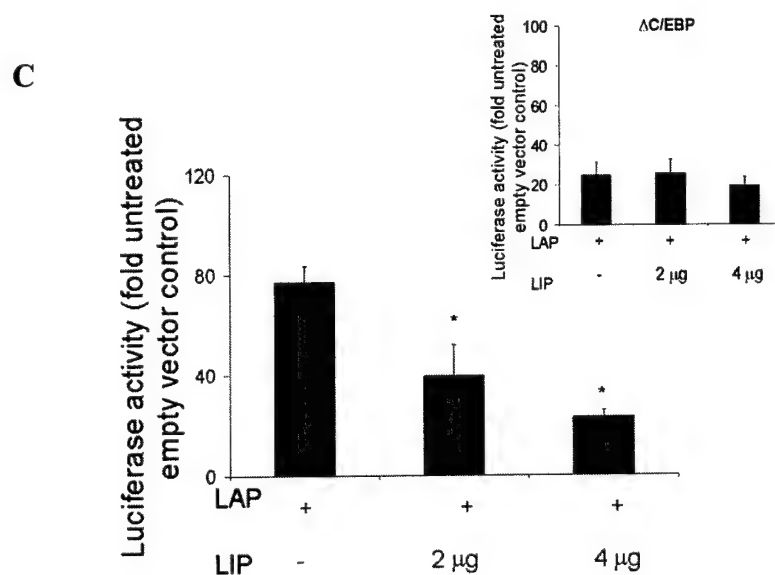 C
ΔC/EBP
Luciferase activity (fold untreated
empty vector control)
100
80
60
40
20
0
LAP + + +
LIP - 2 µg 4 µg
Luciferase activity (fold untreated
empty vector control)
120
80
40
0
*
*
LAP + + +
LIP - 2 µg 4 µg